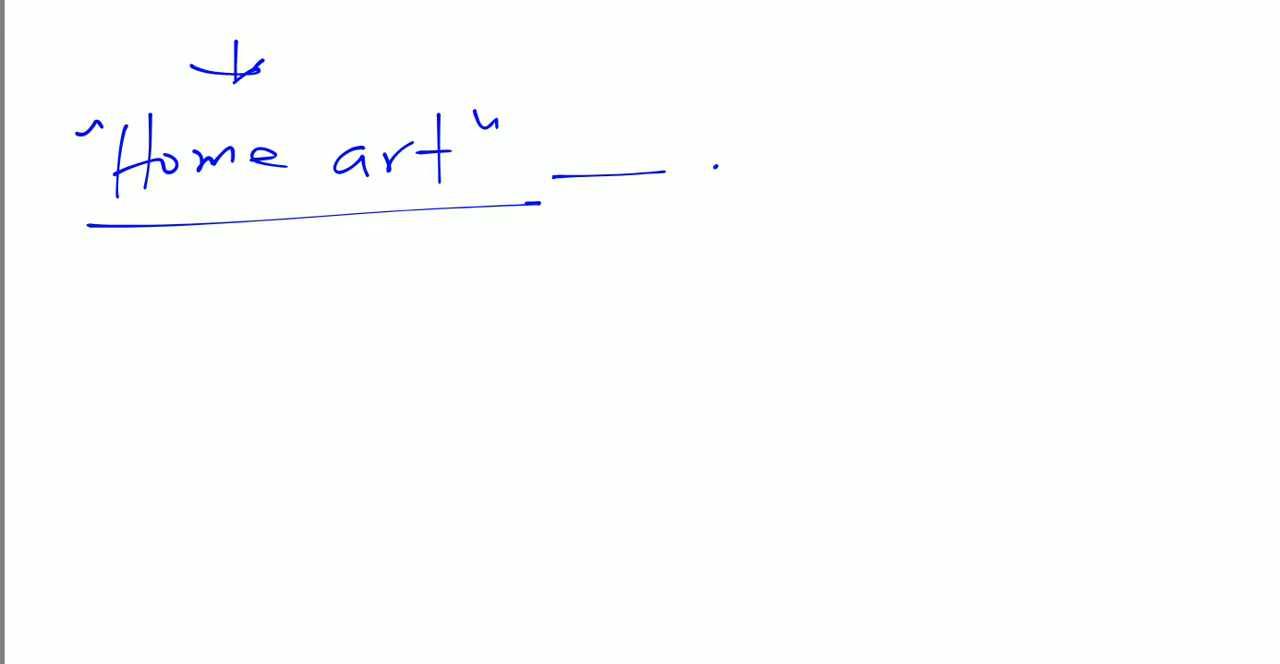 "Home art" — .